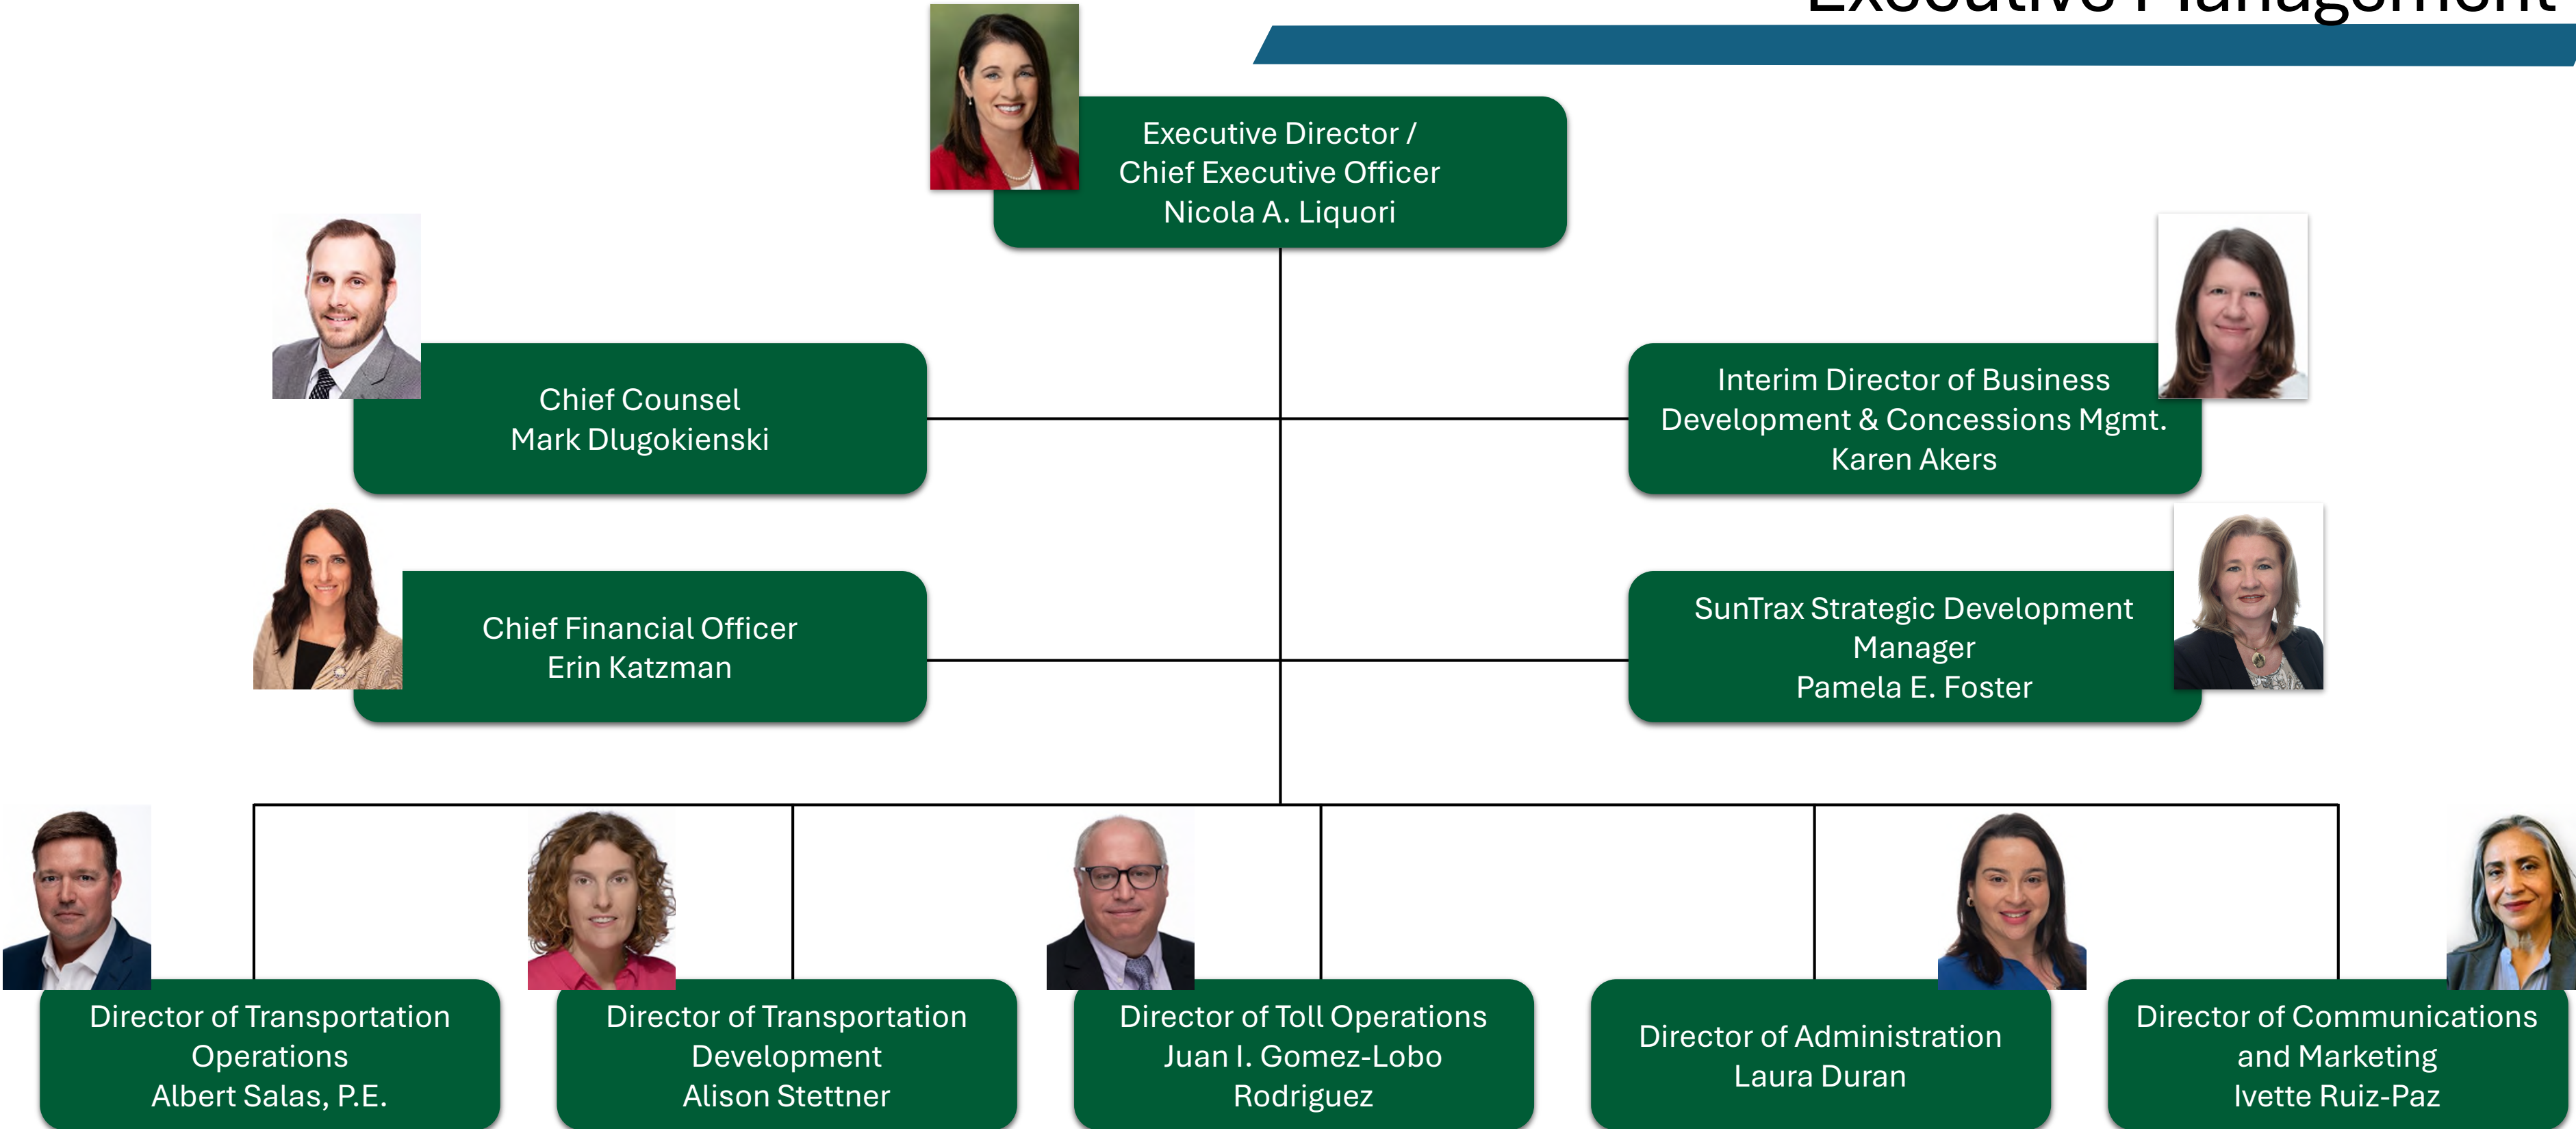 Executive Management
Executive Director /
Chief Executive Officer
Nicola A. Liquori
Chief Counsel
Mark Dlugokienski
Interim Director of Business
Development & Concessions Mgmt.
Karen Akers
Chief Financial Officer
Erin Katzman
SunTrax Strategic Development
Manager
Pamela E. Foster
Director of Transportation
Operations
Albert Salas, P.E.
Director of Transportation
Development
Alison Stettner
Director of Toll Operations
Juan I. Gomez-Lobo
Rodriguez
Director of Administration
Laura Duran
Director of Communications
and Marketing
Ivette Ruiz-Paz